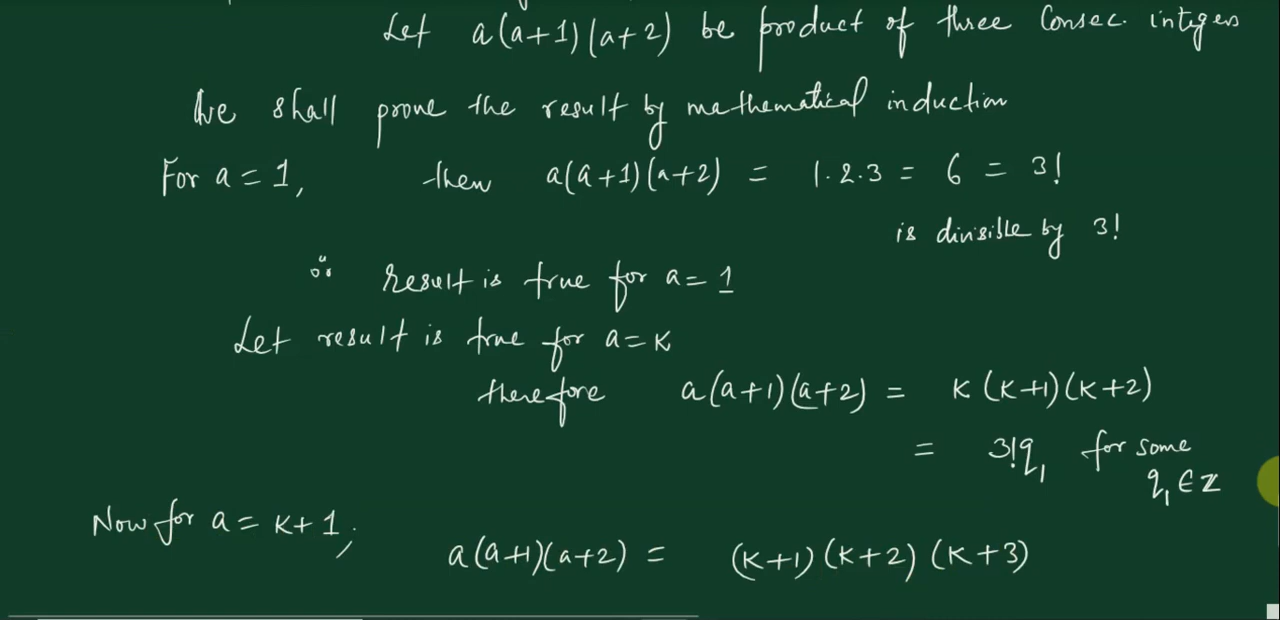 Let a(a+1)(a+2) be product of three Consec. integers
We shall prove the result by mathematical induction
For a = 1, then a(a+1)(a+2) = 1.2.3 = 6 = 3!
is divisible by 3!
∴ Result is true for a = 1
Let result is true for a = K
therefore a(a+1)(a+2) = K(K+1)(K+2)
= 3!q₁ for some
q₁ ∈ Z
Now for a = K+1,
a(a+1)(a+2) = (K+1)(K+2)(K+3)